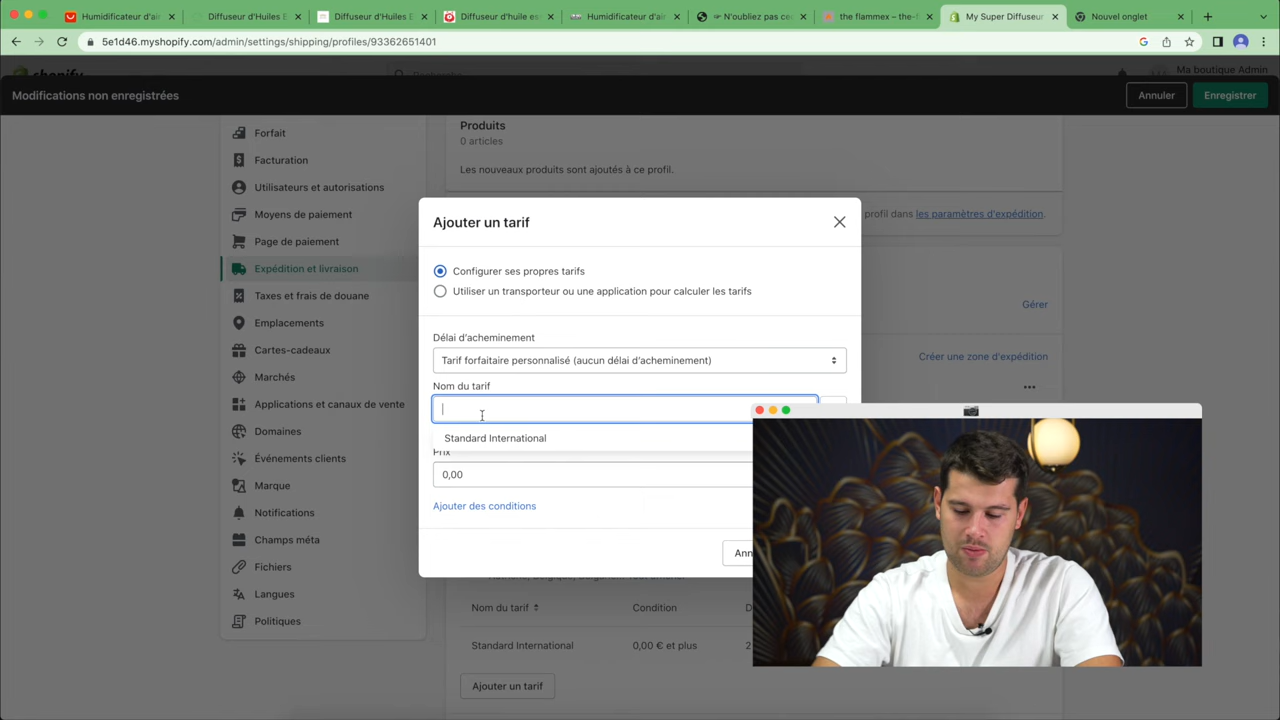 Humidificateur d'air
Diffuseur d'Huiles E
Diffuseur d'Huiles E
Diffuseur d'huile ess
Humidificateur d'air
N'oubliez pas ce
the flammex – the-f
My Super Diffuseur
Nouvel onglet
5e1d46.myshopify.com/admin/settings/shipping/profiles/93362651401
shopify
Recherche
Ma boutique Admin
Modifications non enregistrées
Annuler
Enregistrer
Forfait
Facturation
Utilisateurs et autorisations
Moyens de paiement
Page de paiement
Expédition et livraison
Taxes et frais de douane
Emplacements
Cartes-cadeaux
Marchés
Applications et canaux de vente
Domaines
Événements clients
Marque
Notifications
Champs méta
Fichiers
Langues
Politiques
Produits
0 articles
Les nouveaux produits sont ajoutés à ce profil.
profil dans les paramètres d'expédition.
Gérer
Créer une zone d'expédition
Ajouter un tarif
Configurer ses propres tarifs
Utiliser un transporteur ou une application pour calculer les tarifs
Délai d'acheminement
Tarif forfaitaire personnalisé (aucun délai d'acheminement)
Nom du tarif
Standard International
Prix
0,00
Ajouter des conditions
Ann
Nom du tarif
Condition
D
Standard International
0,00 € et plus
2
Ajouter un tarif